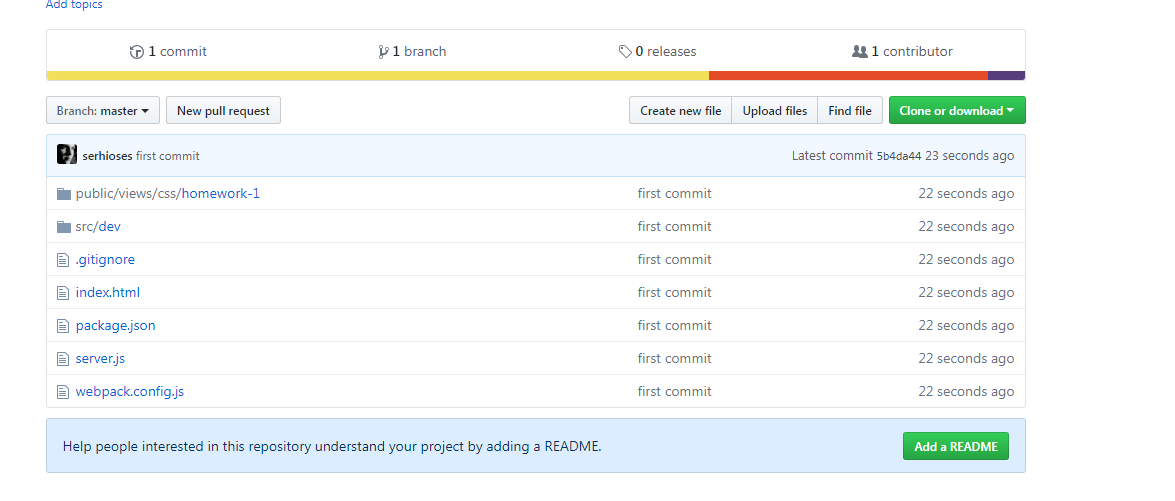 Add topics
1 commit 1 branch 0 releases 1 contributor
Branch: master New pull request Create new file Upload files Find file Clone or download
serhioses first commit Latest commit 5b4da44 23 seconds ago
public/views/css/homework-1 first commit 22 seconds ago
src/dev first commit 22 seconds ago
.gitignore first commit 22 seconds ago
index.html first commit 22 seconds ago
package.json first commit 22 seconds ago
server.js first commit 22 seconds ago
webpack.config.js first commit 22 seconds ago
Help people interested in this repository understand your project by adding a README. Add a README